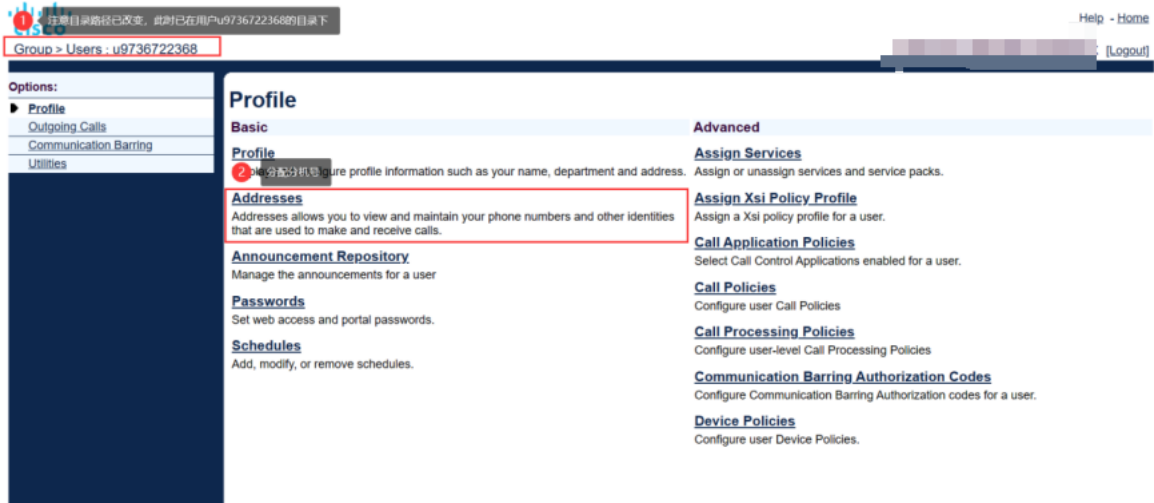 1 注意目录路径已改变，此时已在用户u9736722368的目录下
CISCO
Help - Home
Group > Users : u9736722368
[Logout]
Options:
Profile
Outgoing Calls
Communication Barring
Utilities
Profile
Basic
Profile
2 分配分机号
gure profile information such as your name, department and address.
Addresses
Addresses allows you to view and maintain your phone numbers and other identities
that are used to make and receive calls.
Announcement Repository
Manage the announcements for a user
Passwords
Set web access and portal passwords.
Schedules
Add, modify, or remove schedules.
Advanced
Assign Services
Assign or unassign services and service packs.
Assign Xsi Policy Profile
Assign a Xsi policy profile for a user.
Call Application Policies
Select Call Control Applications enabled for a user.
Call Policies
Configure user Call Policies
Call Processing Policies
Configure user-level Call Processing Policies
Communication Barring Authorization Codes
Configure Communication Barring Authorization codes for a user.
Device Policies
Configure user Device Policies.